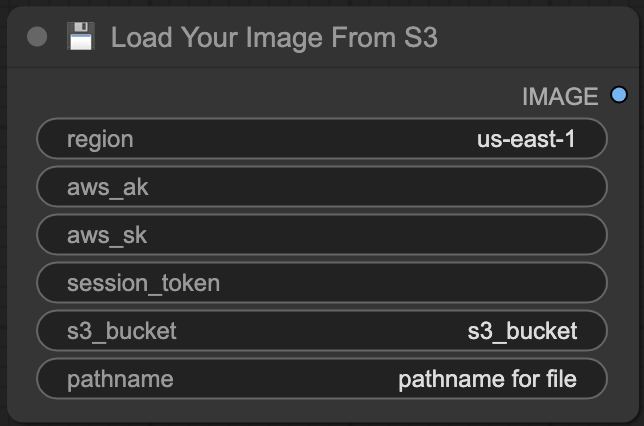 Load Your Image From S3
IMAGE
region us-east-1
aws_ak
aws_sk
session_token
s3_bucket s3_bucket
pathname pathname for file